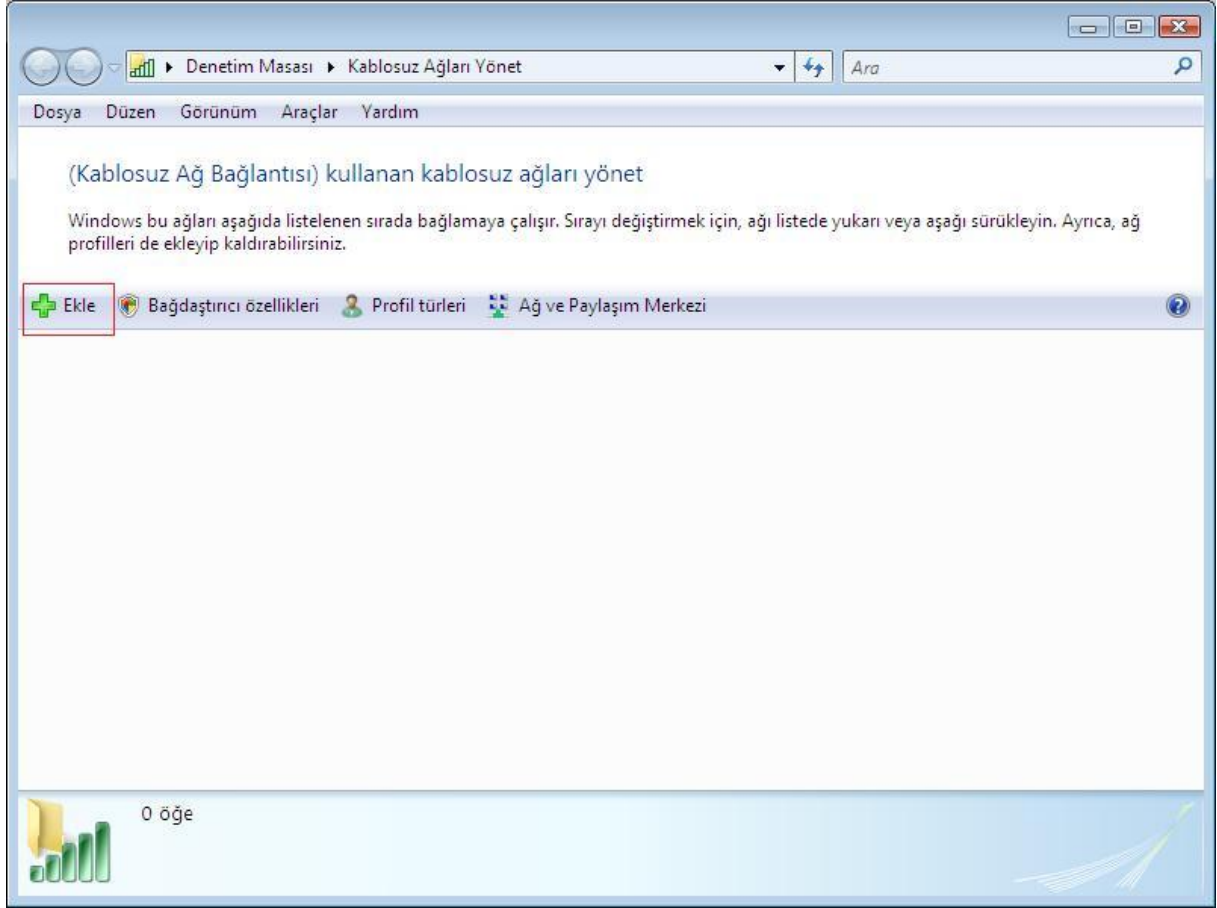 Denetim Masası Kablosuz Ağları Yönet Ara
Dosya Düzen Görünüm Araçlar Yardım
(Kablosuz Ağ Bağlantısı) kullanan kablosuz ağları yönet
Windows bu ağları aşağıda listelenen sırada bağlamaya çalışır. Sırayı değiştirmek için, ağı listede yukarı veya aşağı sürükleyin. Ayrıca, ağ
profilleri de ekleyip kaldırabilirsiniz.
Ekle Bağdaştırıcı özellikleri Profil türleri Ağ ve Paylaşım Merkezi
0 öğe